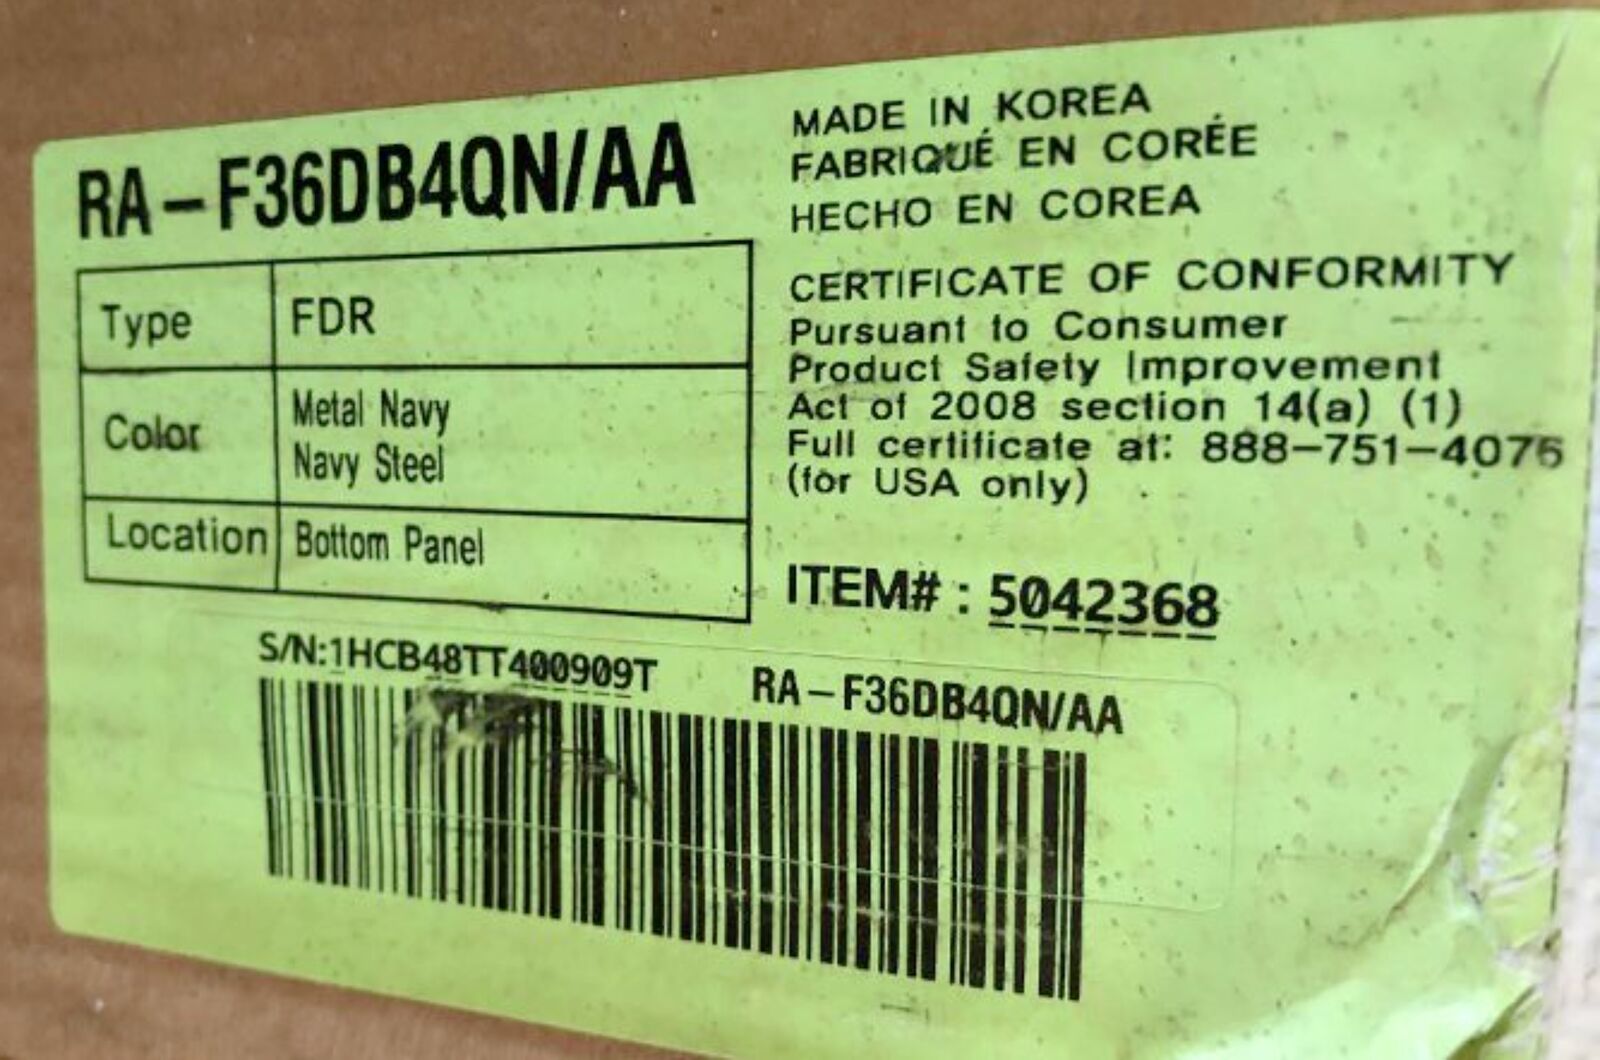 RA-F36DB4QN/AA
Type FDR
Color Metal Navy
Navy Steel
Location Bottom Panel
MADE IN KOREA
FABRIQUÉ EN CORÉE
HECHO EN COREA
CERTIFICATE OF CONFORMITY
Pursuant to Consumer
Product Safety Improvement
Act of 2008 section 14(a) (1)
Full certificate at: 888-751-4076
(for USA only)
ITEM# : 5042368
S/N:1HCB48TT400909T
RA-F36DB4QN/AA